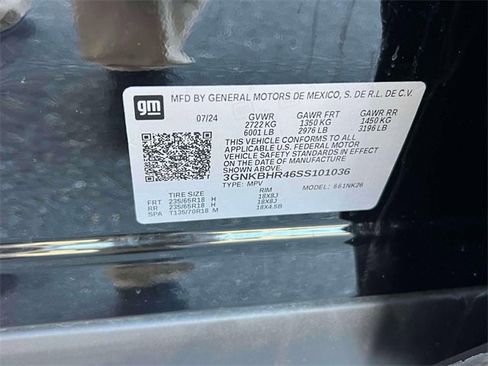 gm
MFD BY GENERAL MOTORS DE MEXICO, S. DE R.L. DE C.V.
07/24 GVWR GAWR FRT GAWR RR
2722 KG 1350 KG 1450 KG
6001 LB 2976 LB 3196 LB
THIS VEHICLE CONFORMS TO ALL
APPLICABLE U.S. FEDERAL MOTOR
VEHICLE SAFETY STANDARDS IN EFFECT
ON THE DATE OF MANUFACTURE
SHOWN ABOVE.
3GNKBHR46SS101036
TYPE: MPV MODEL: 661NK26
TIRE SIZE RIM
FRT 235/65R18 H 18X8J
RR 235/65R18 H 18X8J
SPA T135/70R18 M 18X4.5B